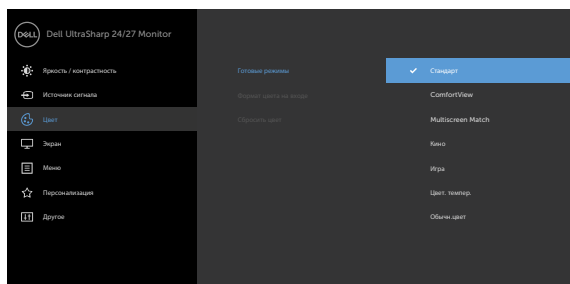 DELL
Dell UltraSharp 24/27 Monitor
Яркость / контрастность
Источник сигнала
Цвет
Экран
Меню
Персонализация
Другое
Готовые режимы
Формат цвета на входе
Сбросить цвет
Стандарт
ComfortView
Multiscreen Match
Кино
Игра
Цвет. темпер.
Обычн.цвет